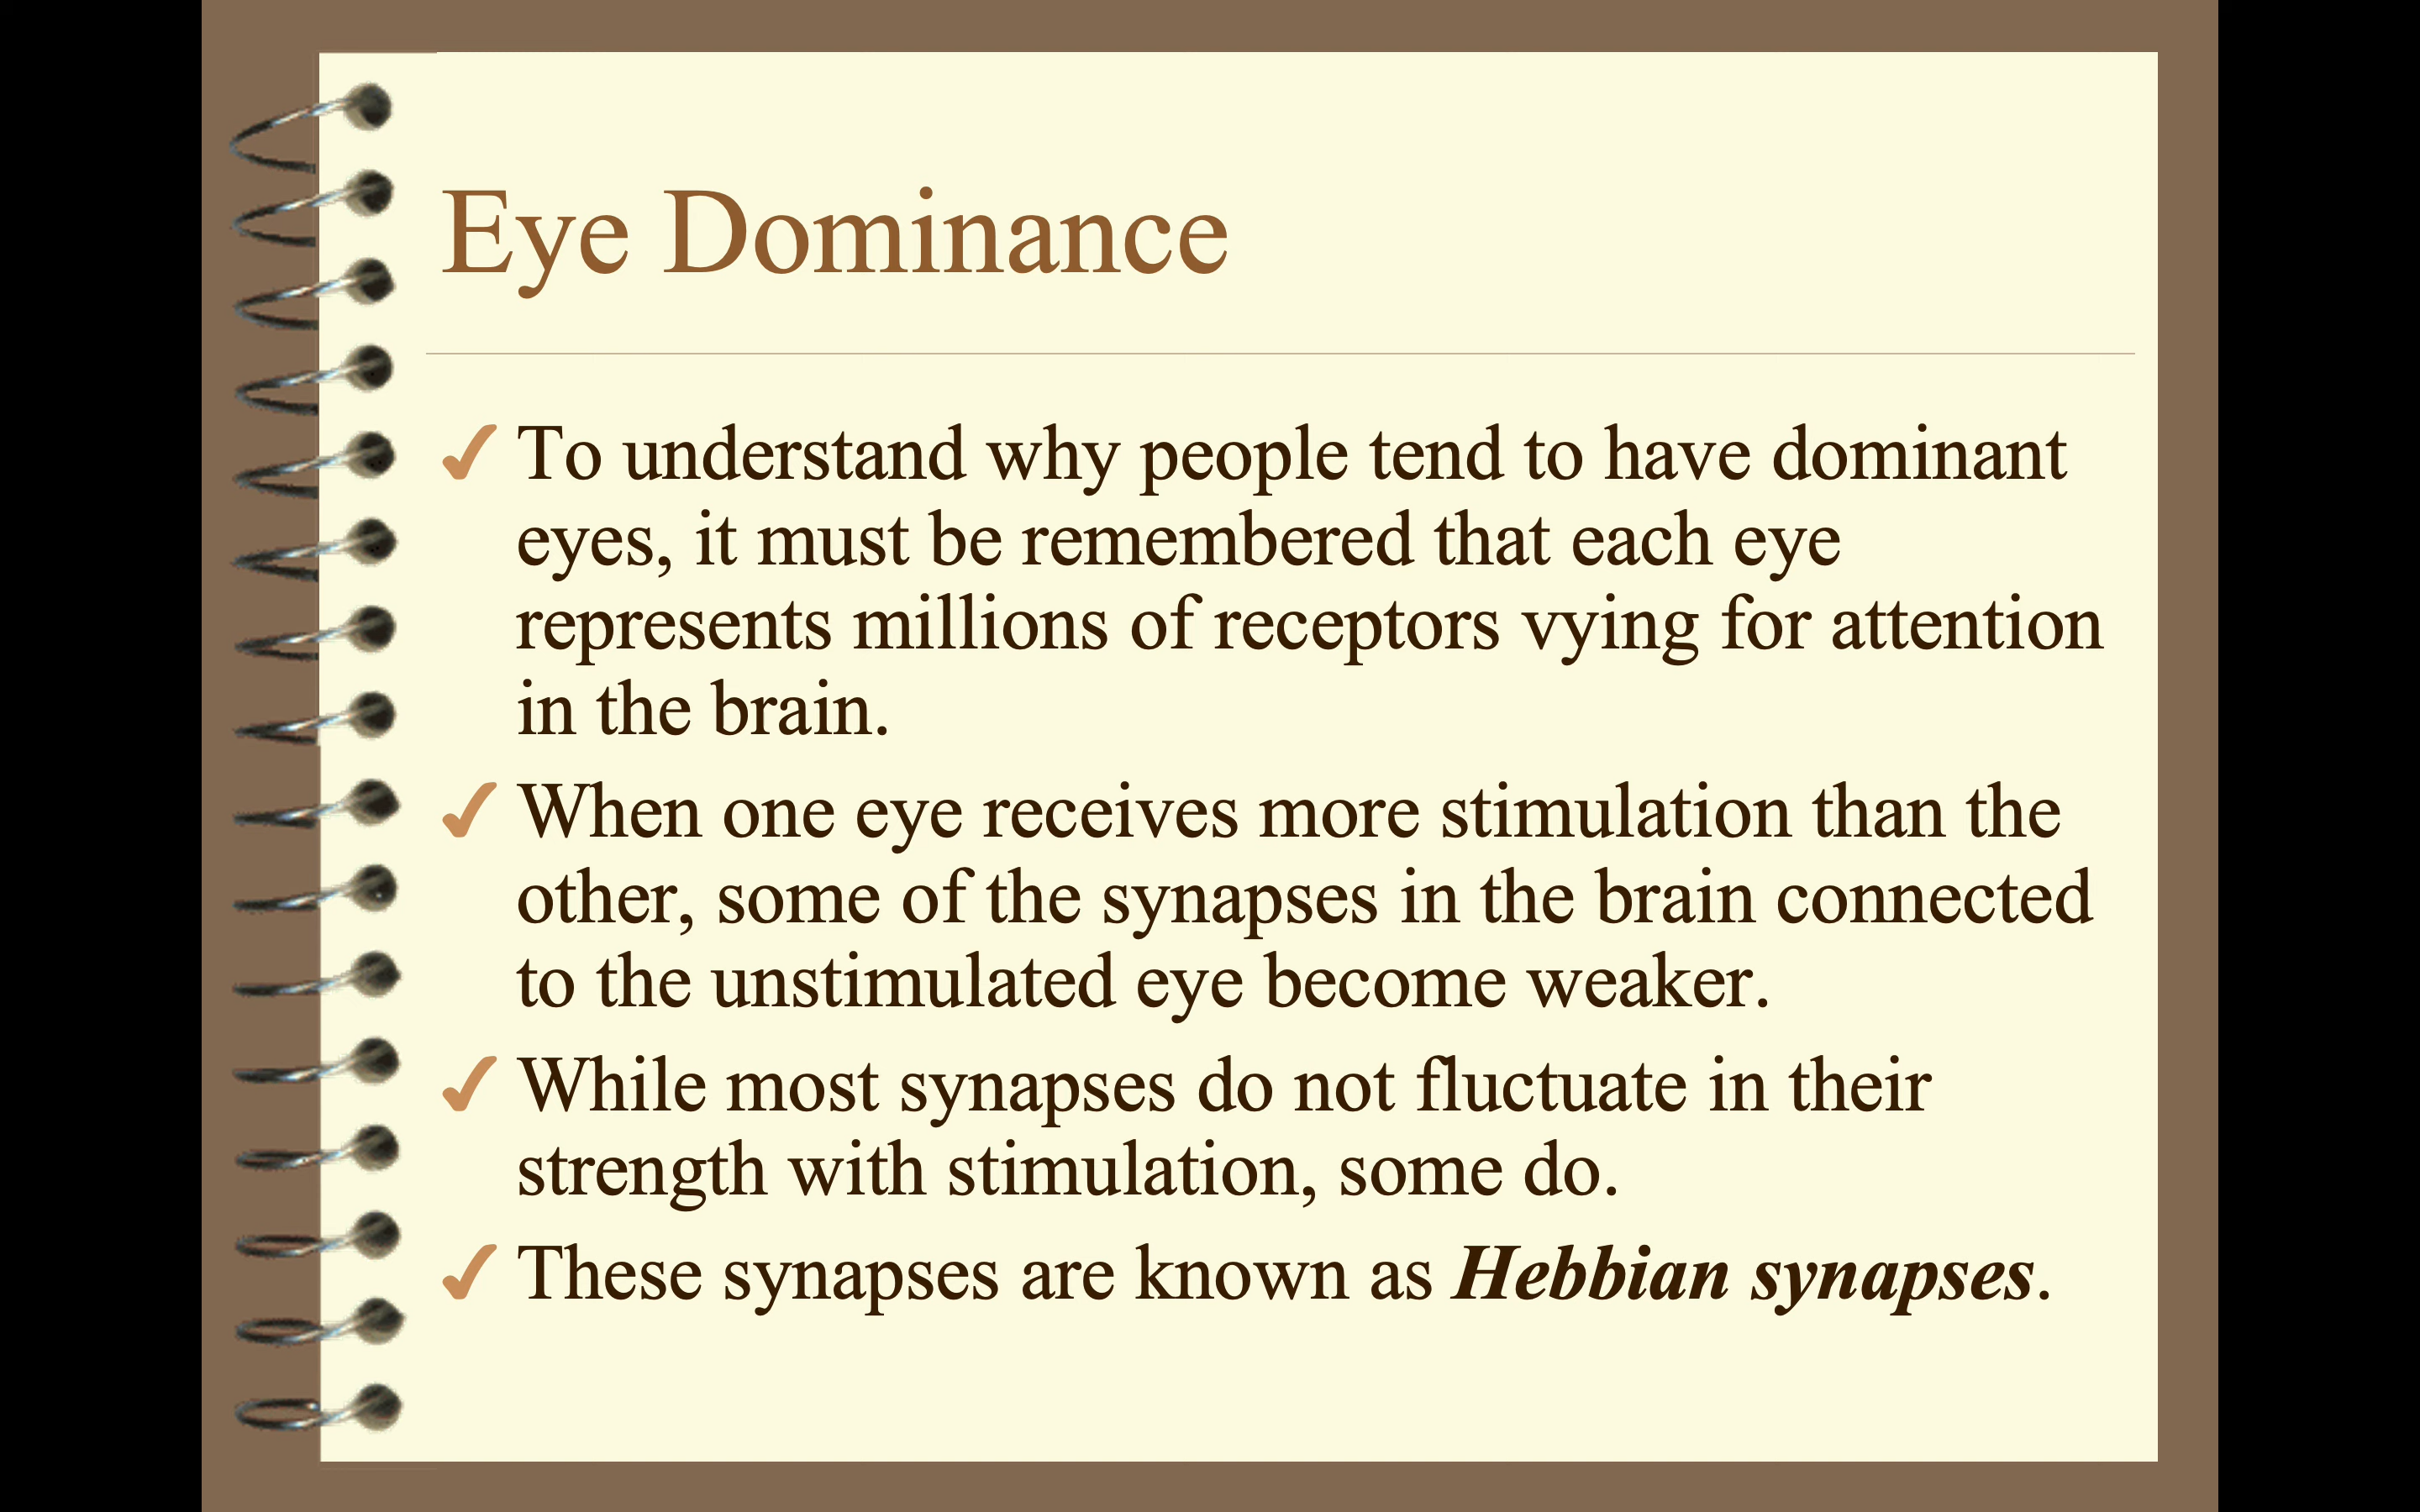 Eye Dominance
✓ To understand why people tend to have dominant
eyes, it must be remembered that each eye
represents millions of receptors vying for attention
in the brain.
✓ When one eye receives more stimulation than the
other, some of the synapses in the brain connected
to the unstimulated eye become weaker.
✓ While most synapses do not fluctuate in their
strength with stimulation, some do.
✓ These synapses are known as Hebbian synapses.